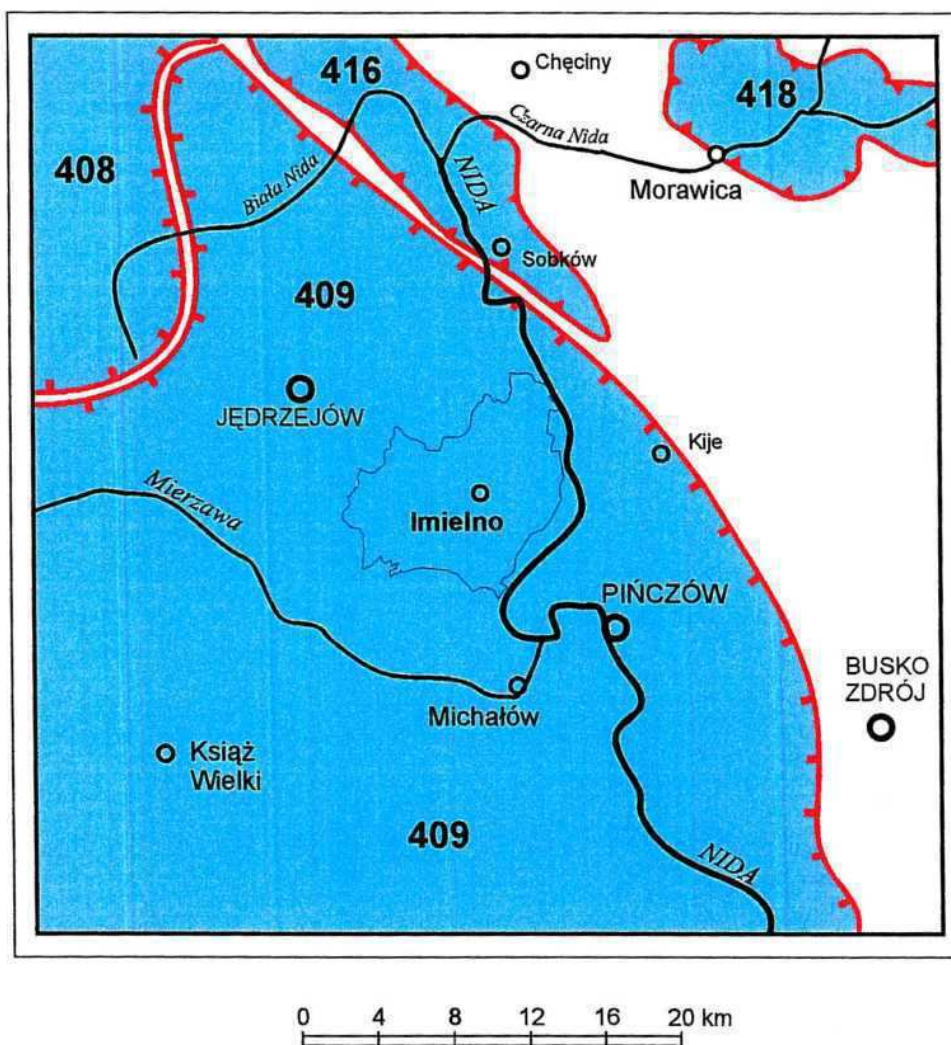 416
Chęciny
418
Czarna Nida
408
Biała Nida
NIDA
Morawica
Sobków
409
JĘDRZEJÓW
Kije
Mierzawa
Imielno
PIŃCZÓW
BUSKO
ZDRÓJ
Michałów
Książ
Wielki
409
NIDA
0 4 8 12 16 20 km